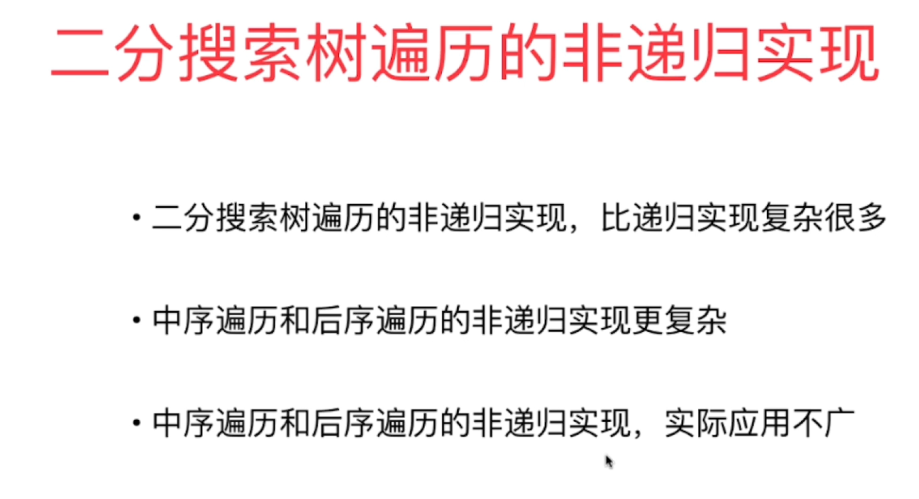 二分搜索树遍历的非递归实现
• 二分搜索树遍历的非递归实现，比递归实现复杂很多
• 中序遍历和后序遍历的非递归实现更复杂
• 中序遍历和后序遍历的非递归实现，实际应用不广